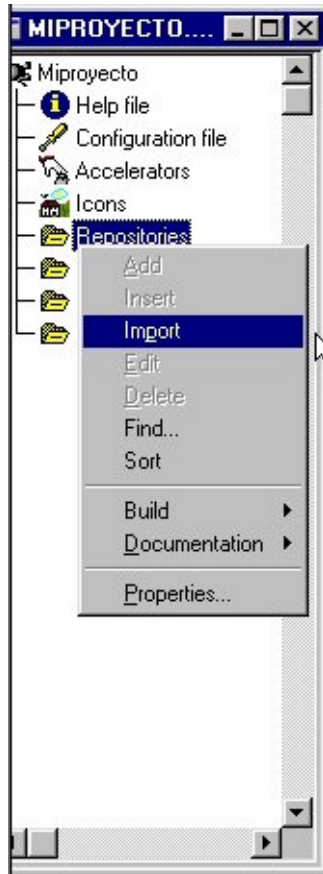 MIPROYECTO....
Miproyecto
Help file
Configuration file
Accelerators
Icons
Repositories
Add
Insert
Import
Edit
Delete
Find...
Sort
Build
Documentation
Properties...